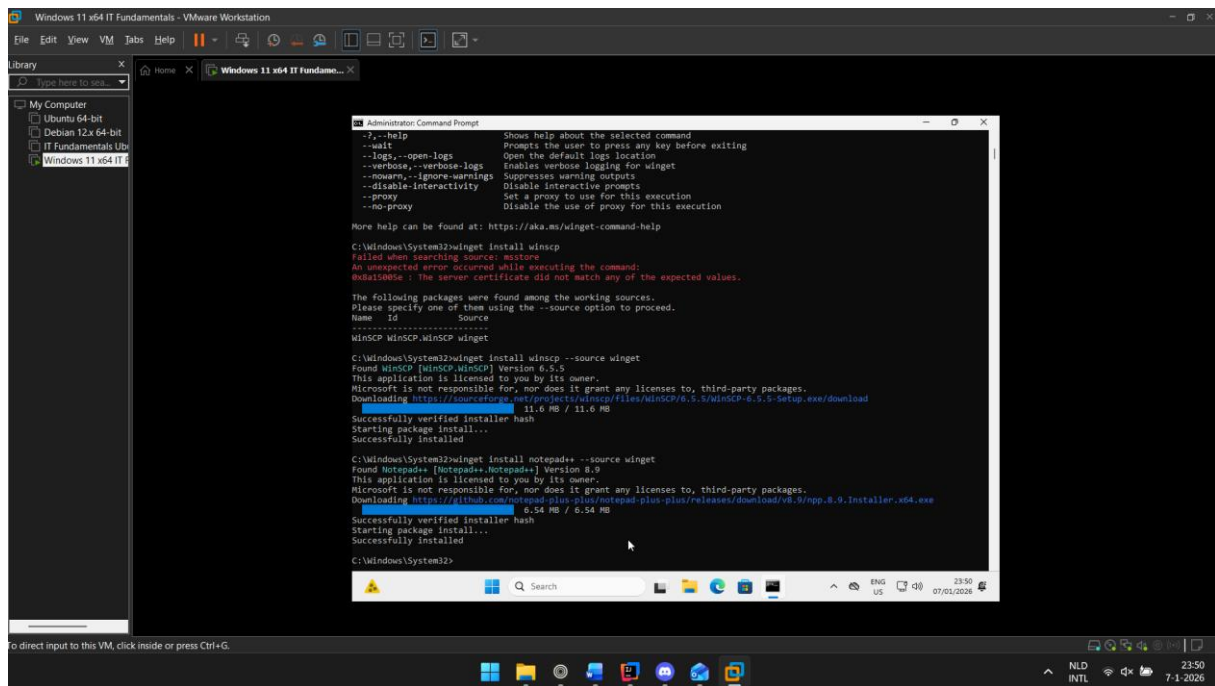 Windows 11 x64 IT Fundamentals - VMware Workstation
File Edit View VM Tabs Help
Library
Type here to sea...
Home
Windows 11 x64 IT Fundame...
My Computer
Ubuntu 64-bit
Debian 12.x 64-bit
IT Fundamentals Ub
Windows 11 x64 IT F
Administrator: Command Prompt
-?,--help Shows help about the selected command
--wait Prompts the user to press any key before exiting
--logs,--open-logs Open the default logs location
--verbose,--verbose-logs Enables verbose logging for winget
--nowarn,--ignore-warnings Suppresses warning outputs
--disable-interactivity Disable interactive prompts
--proxy Set a proxy to use for this execution
--no-proxy Disable the use of proxy for this execution
More help can be found at: https://aka.ms/winget-command-help
C:\Windows\System32>winget install winscp
Failed when searching source: msstore
An unexpected error occurred while executing the command:
0x8a15005e : The server certificate did not match any of the expected values.
The following packages were found among the working sources.
Please specify one of them using the --source option to proceed.
Name Id Source
---------------------------
WinSCP WinSCP.WinSCP winget
C:\Windows\System32>winget install winscp --source winget
Found WinSCP [WinSCP.WinSCP] Version 6.5.5
This application is licensed to you by its owner.
Microsoft is not responsible for, nor does it grant any licenses to, third-party packages.
Downloading https://sourceforge.net/projects/winscp/files/WinSCP/6.5.5/WinSCP-6.5.5-Setup.exe/download
11.6 MB / 11.6 MB
Successfully verified installer hash
Starting package install...
Successfully installed
C:\Windows\System32>winget install notepad++ --source winget
Found Notepad++ [Notepad++.Notepad++] Version 8.9
This application is licensed to you by its owner.
Microsoft is not responsible for, nor does it grant any licenses to, third-party packages.
Downloading https://github.com/notepad-plus-plus/notepad-plus-plus/releases/download/v8.9/npp.8.9.Installer.x64.exe
6.54 MB / 6.54 MB
Successfully verified installer hash
Starting package install...
Successfully installed
C:\Windows\System32>
Search
ENG
US
23:50
07/01/2026
To direct input to this VM, click inside or press Ctrl+G.
NLD
INTL
23:50
7-1-2026